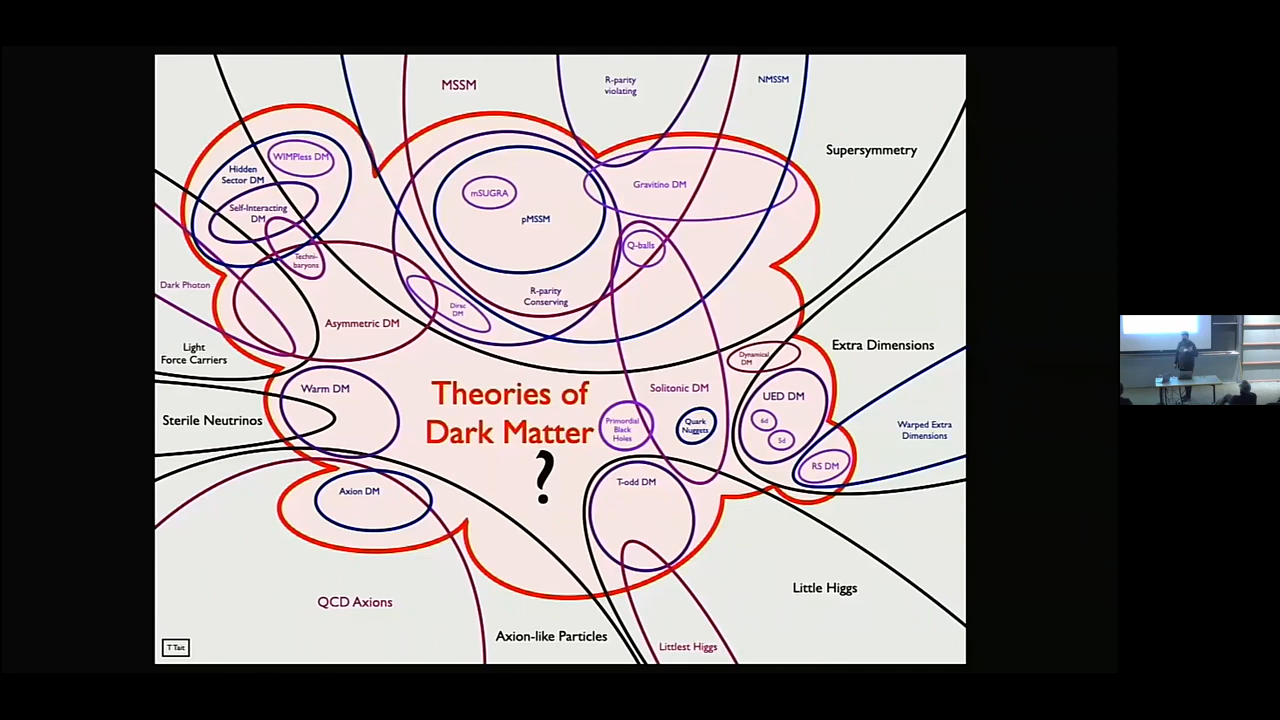 MSSM
R-parity
violating
NMSSM
Supersymmetry
WIMPless DM
Hidden
Sector DM
Self-Interacting
DM
Techni-
baryons
mSUGRA
pMSSM
Gravitino DM
Q-balls
R-parity
Conserving
Dirac
DM
Dark Photon
Asymmetric DM
Light
Force Carriers
Extra Dimensions
Dynamical
DM
Warm DM
Sterile Neutrinos
Theories of
Dark Matter
?
Solitonic DM
Primordial
Black
Holes
Quark
Nuggets
UED DM
6d
5d
Warped Extra
Dimensions
RS DM
Axion DM
T-odd DM
QCD Axions
Axion-like Particles
Little Higgs
Littlest Higgs
T Tait